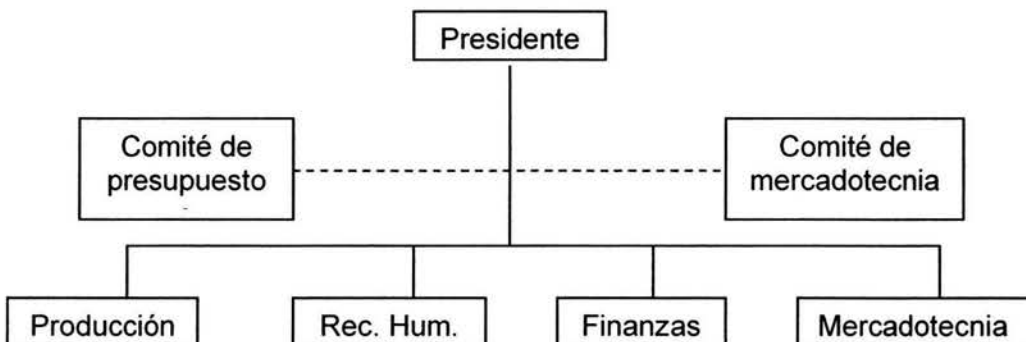 Presidente
Comité de
presupuesto
Comité de
mercadotecnia
Producción
Rec. Hum.
Finanzas
Mercadotecnia